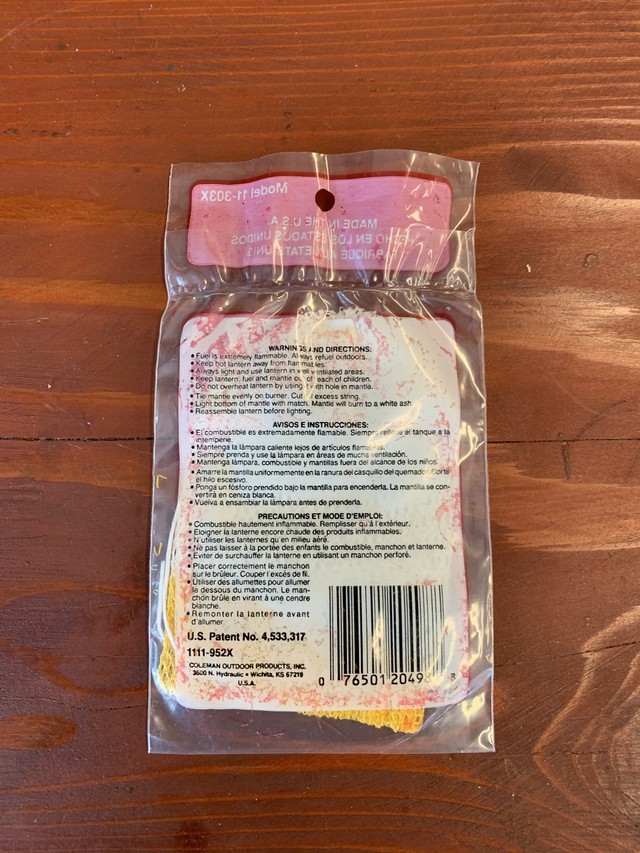 Model 11-303X
MADE IN THE U.S.A.
HECHO EN LOS ESTADOS UNIDOS
FABRIQUE AU ETATS UNIS
WARNINGS AND DIRECTIONS:
• Fuel is extremely flammable. Always refuel outdoors.
• Keep hot lantern away from flammables.
• Always light and use lantern in well ventilated areas.
• Keep lantern, fuel and mantle out of reach of children.
• Do not overheat lantern by using it with hole in mantle.
• Tie mantle evenly on burner. Cut off excess string.
• Light bottom of mantle with match. Mantle will burn to a white ash.
• Reassemble lantern before lighting.
AVISOS E INSTRUCCIONES:
• El combustible es extremadamente flamable. Siempre rellene el tanque a la
intempene.
• Mantenga la lámpara caliente lejos de artículos flamables.
• Siempre prenda y use la lámpara en áreas de mucha ventilación.
• Mantenga lámpara, combustible y mantillas fuera del alcance de los niños.
• Amarre la mantilla uniformemente en la ranura del casquillo del quemador. Corte
el hilo escesivo.
• Ponga un fósforo prendido bajo la mantilla para encenderla. La mantilla se con-
vertirá en ceniza blanca.
• Vuelva a ensamblar la lámpara antes de prenderla.
PRECAUTIONS ET MODE D'EMPLOI:
• Combustible hautement inflammable. Remplisser qu'à l'extérieur.
• Eloigner la lanterne encore chaude des produits inflammables.
• N utiliser les lanternes qu en milieu aéré.
• Ne pas laisser à la portée des enfants le combustible, manchon et lanterne.
• Eviter de surchauffer la lanterne en utilisant un manchon perforé.
• Placer correctement le manchon
sur le brûleur. Couper l'excés de fil.
• Utiliser des allumettes pour allumer
le dessous du manchon. Le man-
chon brûle en virant à une cendre
blanche.
• Remonter la lanterne avant
d'allumer.
U.S. Patent No. 4,533,317
1111-952X
COLEMAN OUTDOOR PRODUCTS, INC.
3600 N. Hydraulic • Wichita, KS 67219
U.S.A.
0 76501 20498 8